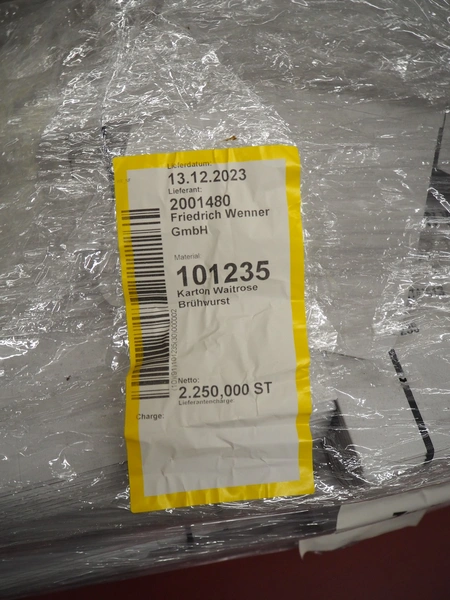 Lieferdatum:
13.12.2023
Lieferant:
2001480
Friedrich Wenner
GmbH
Material
101235
Karton Waitrose
Brühwurst
Netto:
2.250,000 ST
Lieferantencharge
Charge: